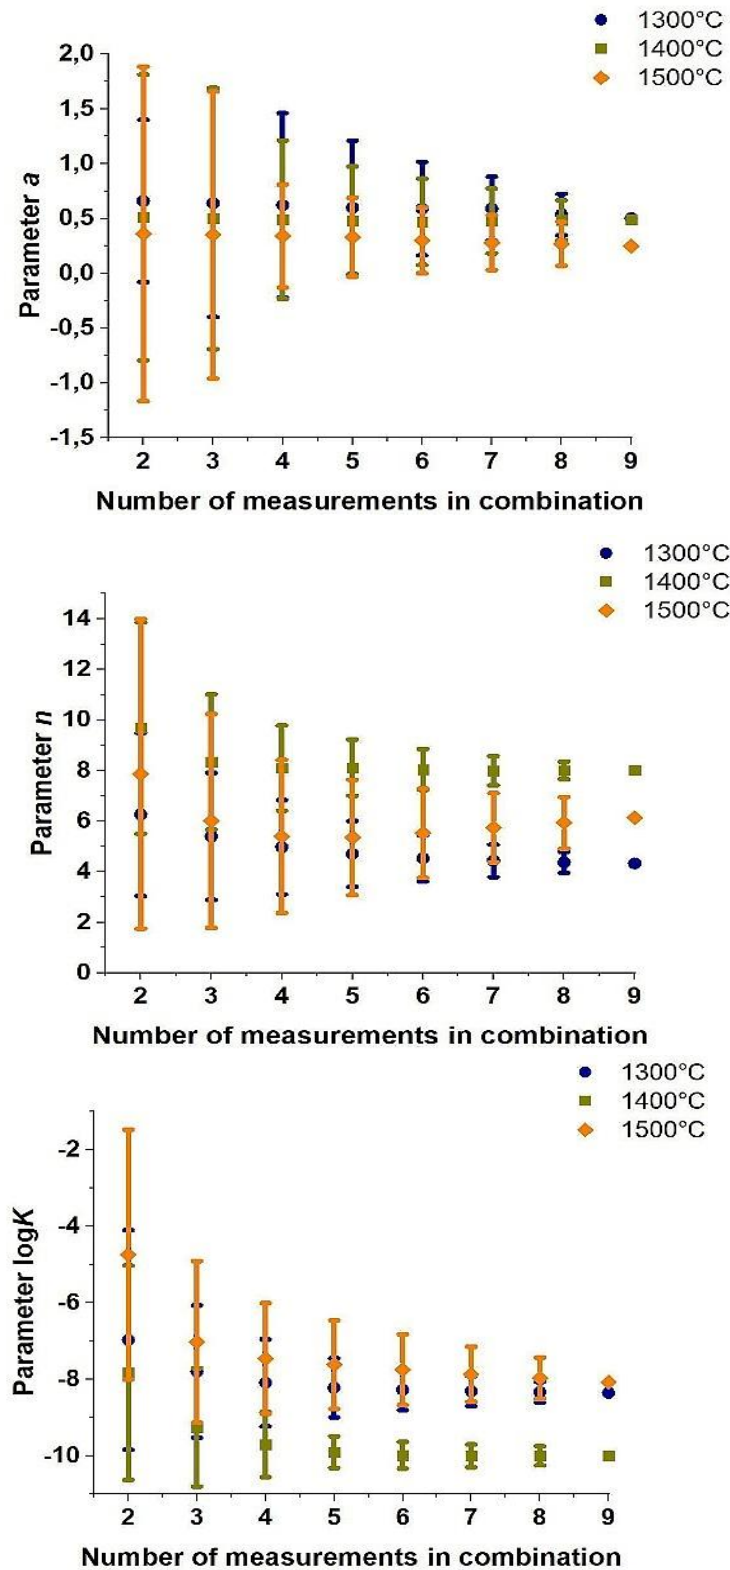 1300°C
1400°C
1500°C
2,0
1,5
1,0
0,5
0,0
-0,5
-1,0
-1,5
Parameter a
2 3 4 5 6 7 8 9
Number of measurements in combination
1300°C
1400°C
1500°C
14
12
10
8
6
4
2
0
Parameter n
2 3 4 5 6 7 8 9
Number of measurements in combination
1300°C
1400°C
1500°C
-2
-4
-6
-8
-10
Parameter logK
2 3 4 5 6 7 8 9
Number of measurements in combination